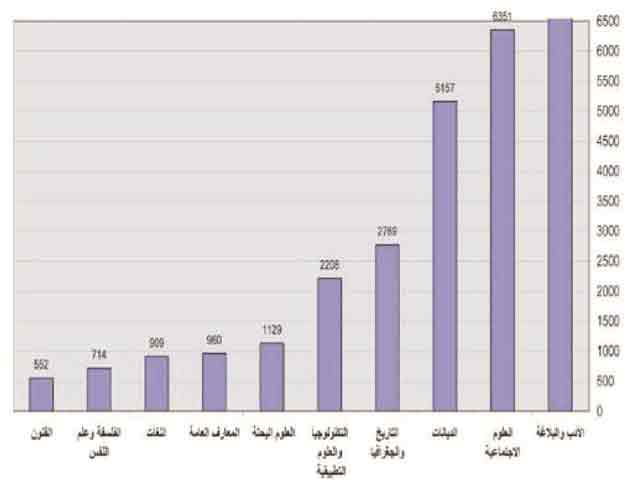 6500
6000
5500
5000
4500
4000
3500
3000
2500
2000
1500
1000
500
0
6351
5157
2769
2208
1129
960
909
714
552
الأدب والبلاغة
العلوم
الاجتماعية
الديانات
التاريخ
والجغرافيا
التكنولوجيا
والعلوم
التطبيقية
العلوم البحتة
المعارف العامة
اللغات
الفلسفة وعلم
النفس
الفنون